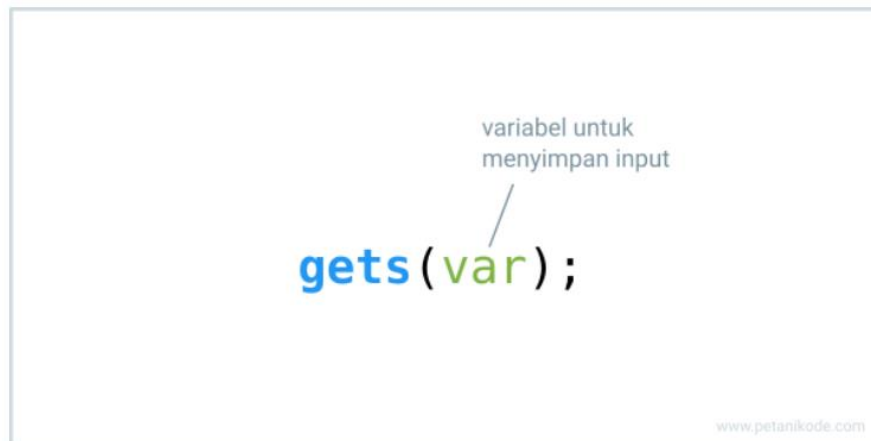 variabel untuk
menyimpan input
gets(var);
www.petanikode.com